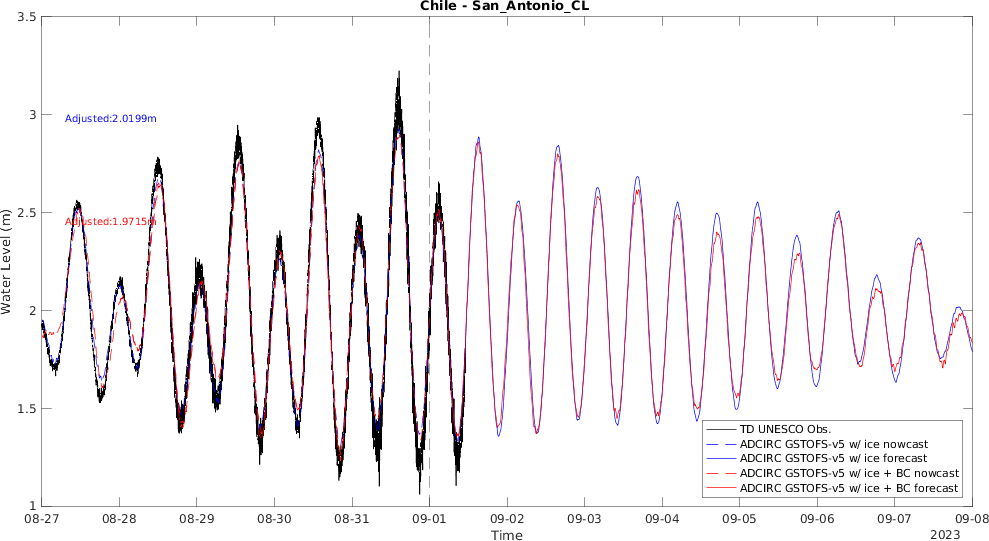 Chile - San_Antonio_CL
3.5
3
2.5
2
1.5
1
Water Level (m)
Adjusted:2.0199m
Adjusted:1.9715m
TD UNESCO Obs.
ADCIRC GSTOFS-v5 w/ ice nowcast
ADCIRC GSTOFS-v5 w/ ice forecast
ADCIRC GSTOFS-v5 w/ ice + BC nowcast
ADCIRC GSTOFS-v5 w/ ice + BC forecast
08-27 08-28 08-29 08-30 08-31 09-01 09-02 09-03 09-04 09-05 09-06 09-07 09-08
Time
2023